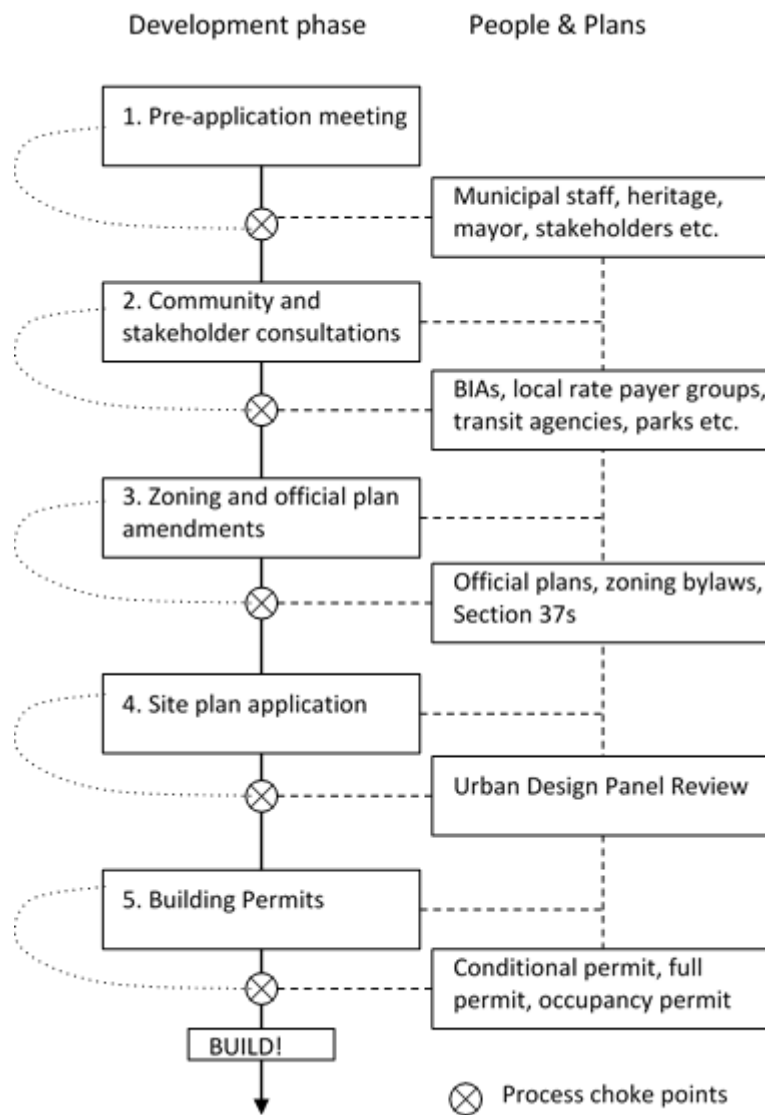 Development phase
People & Plans
1. Pre-application meeting
Municipal staff, heritage,
mayor, stakeholders etc.
2. Community and
stakeholder consultations
BIAs, local rate payer groups,
transit agencies, parks etc.
3. Zoning and official plan
amendments
Official plans, zoning bylaws,
Section 37s
4. Site plan application
Urban Design Panel Review
5. Building Permits
Conditional permit, full
permit, occupancy permit
BUILD!
Process choke points